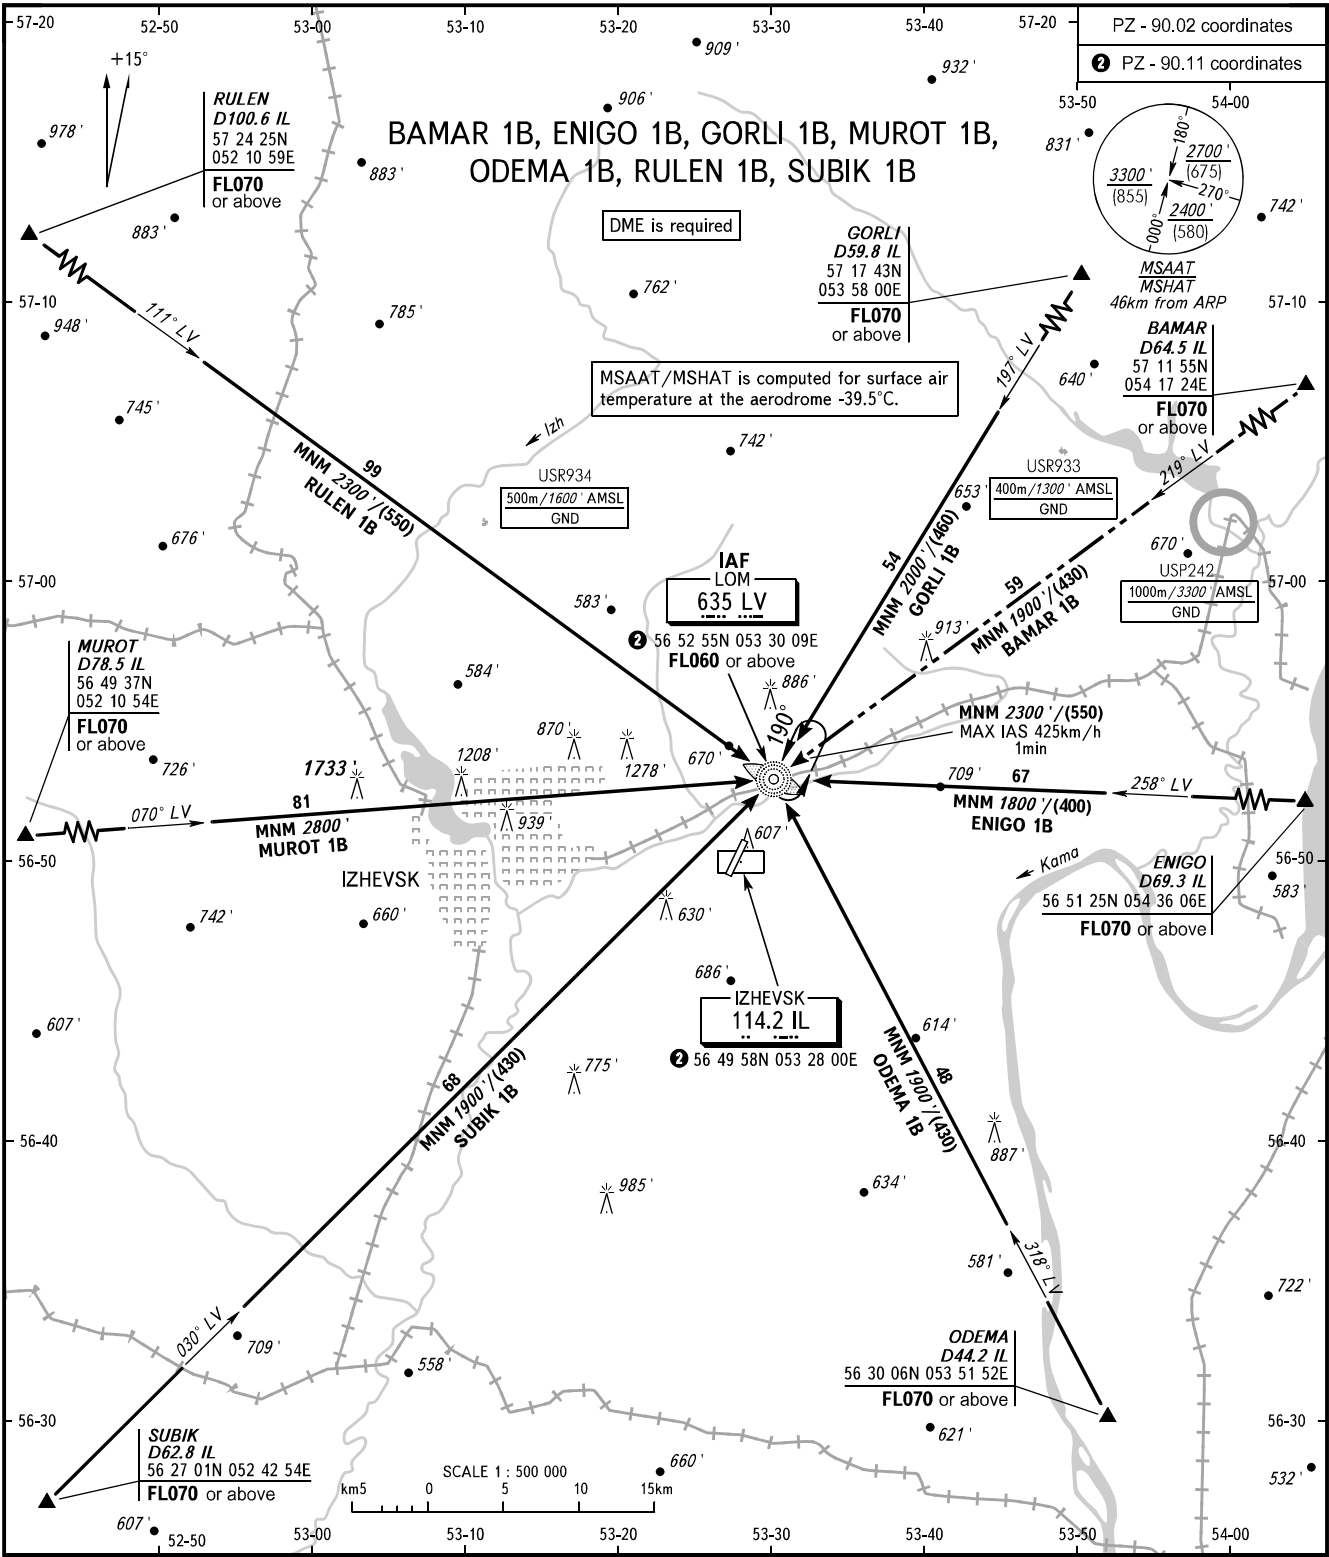 57-20
52-50
53-00
53-10
53-20
53-30
53-40
57-20
PZ - 90.02 coordinates
2 PZ - 90.11 coordinates
+15°
909 '
932 '
53-50
54-00
RULEN
D100.6 IL
57 24 25N
052 10 59E
FL070
or above
978 '
906 '
BAMAR 1B, ENIGO 1B, GORLI 1B, MUROT 1B,
ODEMA 1B, RULEN 1B, SUBIK 1B
831 '
180°
2700 '
(675)
3300 '
(855)
270°
2400 '
(580)
000°
MSAAT
MSHAT
46km from ARP
883 '
883 '
742 '
DME is required
GORLI
D59.8 IL
57 17 43N
053 58 00E
FL070
or above
762 '
57-10
57-10
111° LV
785 '
948 '
BAMAR
D64.5 IL
57 11 55N
054 17 24E
FL070
or above
197° LV
640 '
MSAAT/MSHAT is computed for surface air
temperature at the aerodrome -39.5°C.
745 '
Izh
742 '
219° LV
99
MNM 2300 '/(550)
RULEN 1B
USR934
500m/1600 ' AMSL
GND
USR933
400m/1300 ' AMSL
GND
653 '
676 '
670 '
54
MNM 2000 '/(460)
GORLI 1B
59
MNM 1900 '/(430)
BAMAR 1B
USP242
1000m/3300 ' AMSL
GND
57-00
57-00
IAF
LOM
635 LV
2 56 52 55N 053 30 09E
FL060 or above
583 '
913 '
MUROT
D78.5 IL
56 49 37N
052 10 54E
FL070
or above
584 '
886 '
190°
MNM 2300 '/(550)
MAX IAS 425km/h
1min
726 '
870 '
1208 '
1733 '
1278 '
670 '
709 '
67
MNM 1800 '/(400)
ENIGO 1B
258° LV
070° LV
81
MNM 2800 '
MUROT 1B
939 '
607 '
56-50
56-50
Kama
ENIGO
D69.3 IL
56 51 25N 054 36 06E
FL070 or above
583 '
IZHEVSK
742 '
660 '
630 '
686 '
IZHEVSK
114.2 IL
2 56 49 58N 053 28 00E
607 '
614 '
68
MNM 1900 '/(430)
SUBIK 1B
775 '
48
MNM 1900 '/(430)
ODEMA 1B
56-40
56-40
887 '
985 '
634 '
318° LV
581 '
722 '
030° LV
709 '
558 '
ODEMA
D44.2 IL
56 30 06N 053 51 52E
FL070 or above
56-30
56-30
621 '
SUBIK
D62.8 IL
56 27 01N 052 42 54E
FL070 or above
SCALE 1 : 500 000
km5
0
5
10
15km
660 '
532 '
607 '
52-50
53-00
53-10
53-20
53-30
53-40
53-50
54-00